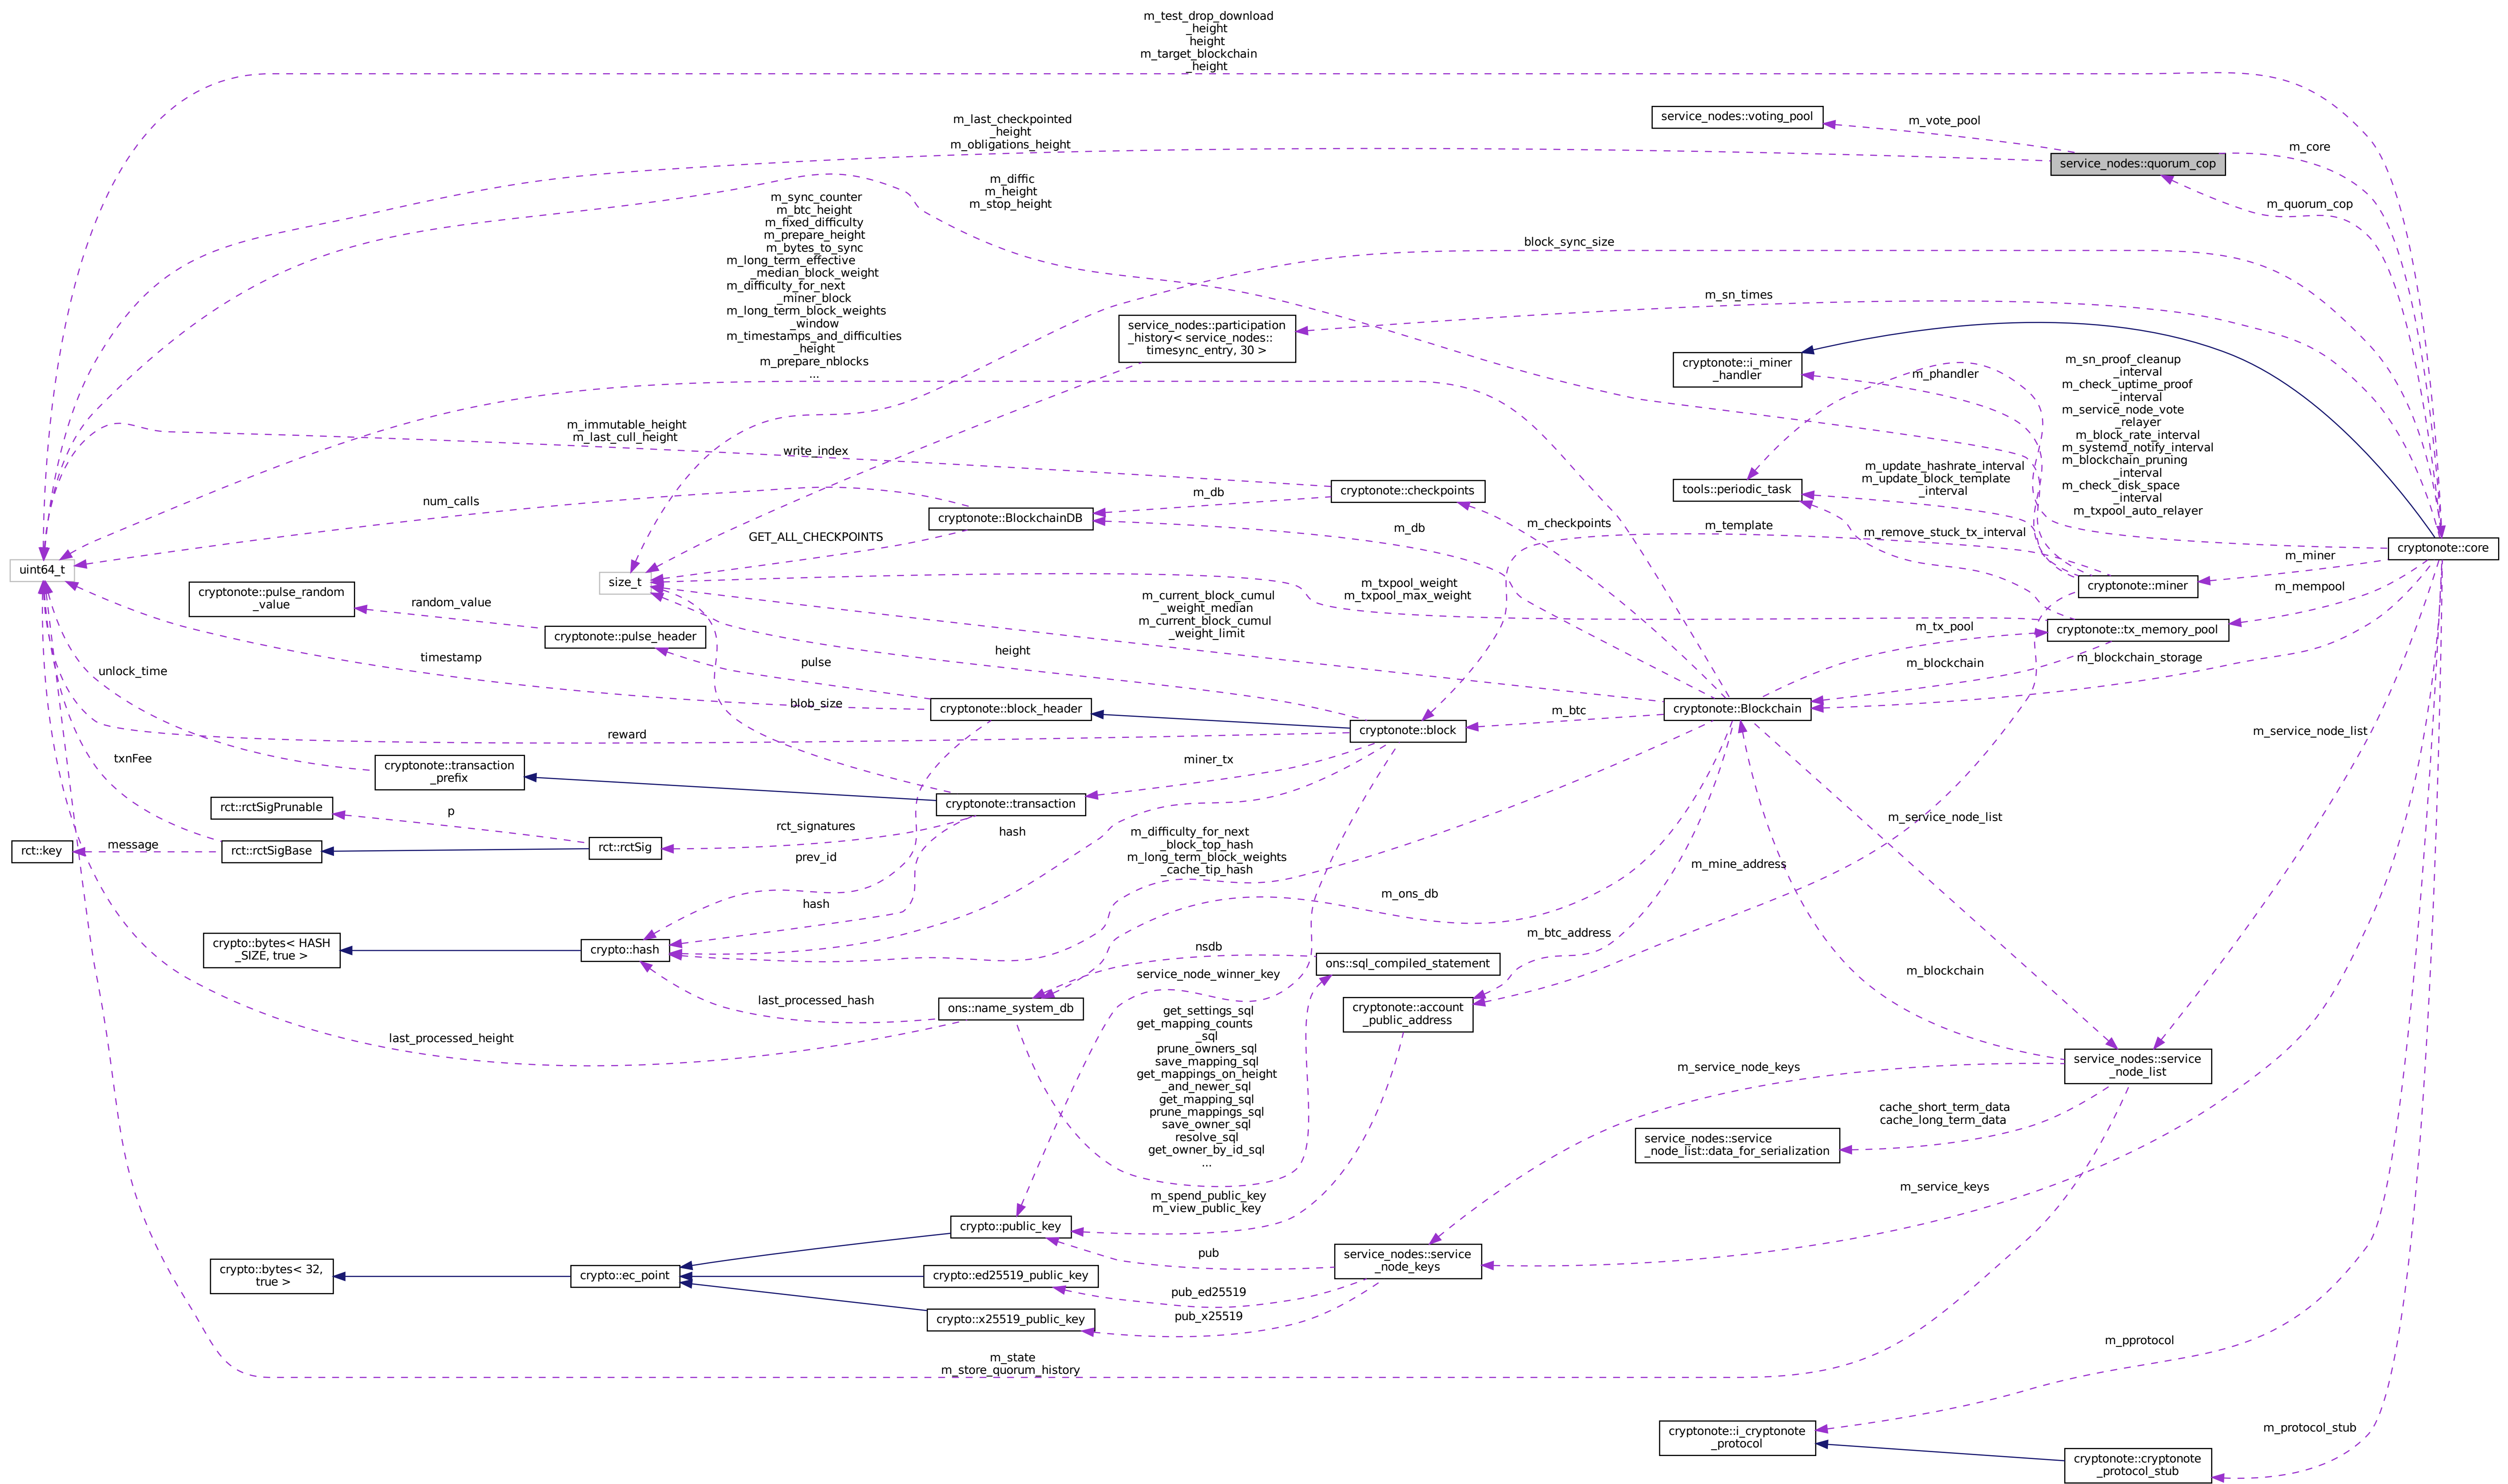 m_test_drop_download
_height
height
m_target_blockchain
_height
m_last_checkpointed
_height
m_obligations_height
service_nodes::voting_pool
m_vote_pool
service_nodes::quorum_cop
m_core
m_quorum_cop
m_diffic
m_height
m_stop_height
m_sync_counter
m_btc_height
m_fixed_difficulty
m_prepare_height
m_bytes_to_sync
m_long_term_effective
_median_block_weight
m_difficulty_for_next
_miner_block
m_long_term_block_weights
_window
m_timestamps_and_difficulties
_height
m_prepare_nblocks
...
block_sync_size
m_sn_times
service_nodes::participation
_history< service_nodes::
timesync_entry, 30 >
cryptonote::i_miner
_handler
m_phandler
m_sn_proof_cleanup
_interval
m_check_uptime_proof
_interval
m_service_node_vote
_relayer
m_block_rate_interval
m_systemd_notify_interval
m_blockchain_pruning
_interval
m_check_disk_space
_interval
m_txpool_auto_relayer
m_immutable_height
m_last_cull_height
write_index
m_update_hashrate_interval
m_update_block_template
_interval
tools::periodic_task
cryptonote::checkpoints
m_db
num_calls
cryptonote::BlockchainDB
m_db
m_checkpoints
m_template
m_remove_stuck_tx_interval
GET_ALL_CHECKPOINTS
cryptonote::core
m_miner
uint64_t
size_t
m_txpool_weight
m_txpool_max_weight
cryptonote::miner
m_mempool
cryptonote::pulse_random
_value
random_value
cryptonote::pulse_header
m_current_block_cumul
_weight_median
m_current_block_cumul
_weight_limit
m_tx_pool
cryptonote::tx_memory_pool
timestamp
pulse
height
m_blockchain
m_blockchain_storage
unlock_time
blob_size
cryptonote::block_header
cryptonote::Blockchain
m_btc
cryptonote::block
reward
m_service_node_list
txnFee
cryptonote::transaction
_prefix
miner_tx
cryptonote::transaction
rct::rctSigPrunable
p
rct_signatures
hash
m_service_node_list
rct::key
message
rct::rctSigBase
rct::rctSig
prev_id
m_difficulty_for_next
_block_top_hash
m_long_term_block_weights
_cache_tip_hash
m_mine_address
m_ons_db
hash
crypto::bytes< HASH
_SIZE, true >
crypto::hash
nsdb
m_btc_address
ons::sql_compiled_statement
service_node_winner_key
m_blockchain
last_processed_hash
ons::name_system_db
cryptonote::account
_public_address
last_processed_height
get_settings_sql
get_mapping_counts
_sql
prune_owners_sql
save_mapping_sql
get_mappings_on_height
_and_newer_sql
get_mapping_sql
prune_mappings_sql
save_owner_sql
resolve_sql
get_owner_by_id_sql
...
m_service_node_keys
service_nodes::service
_node_list
cache_short_term_data
cache_long_term_data
service_nodes::service
_node_list::data_for_serialization
m_spend_public_key
m_view_public_key
m_service_keys
crypto::public_key
pub
service_nodes::service
_node_keys
crypto::bytes< 32,
true >
crypto::ec_point
crypto::ed25519_public_key
pub_ed25519
crypto::x25519_public_key
pub_x25519
m_state
m_store_quorum_history
m_pprotocol
cryptonote::i_cryptonote
_protocol
m_protocol_stub
cryptonote::cryptonote
_protocol_stub